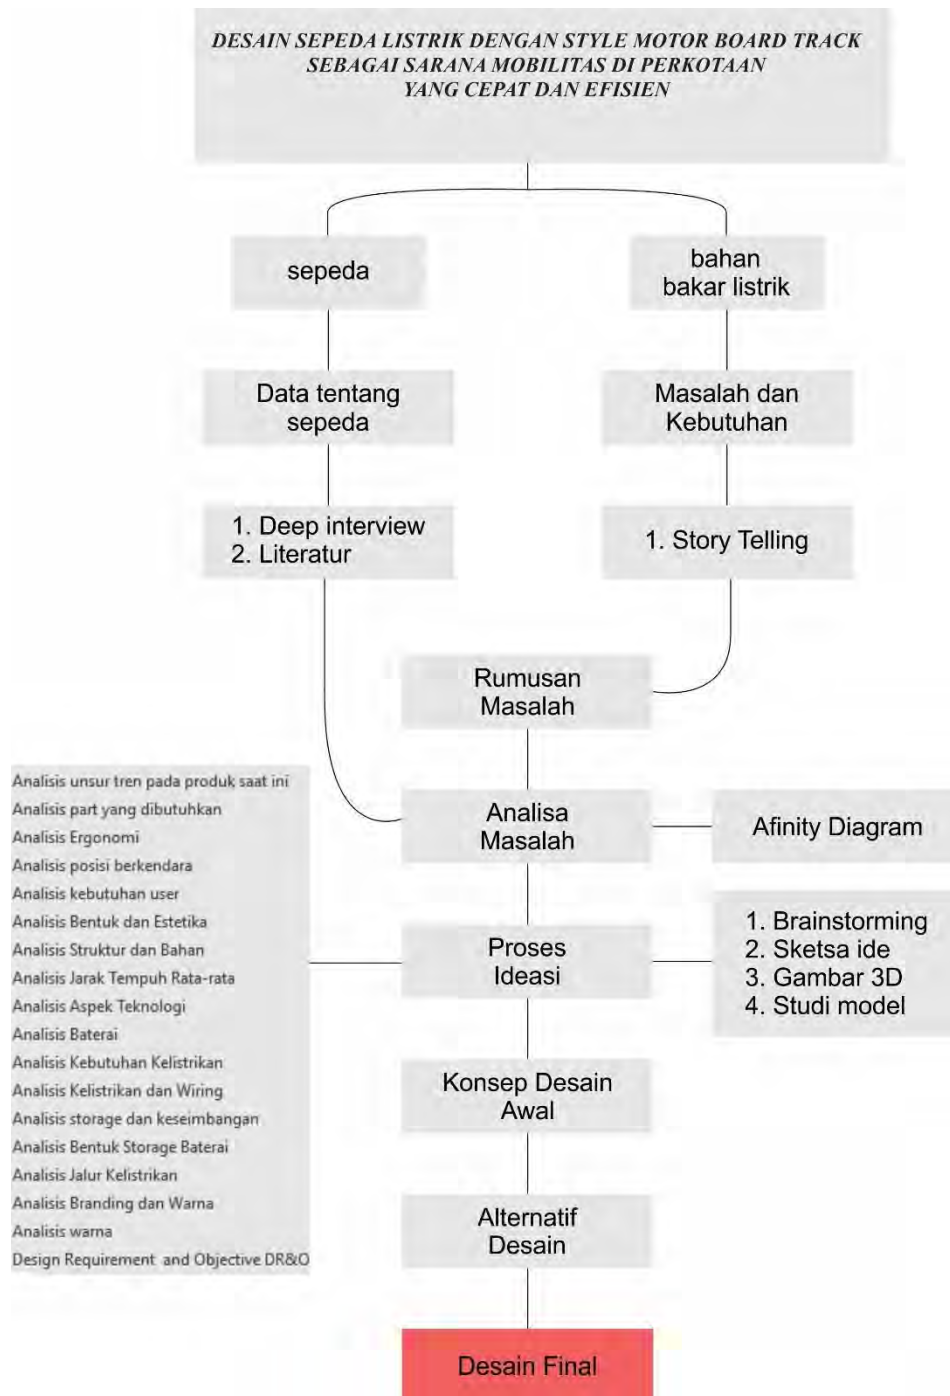 DESAIN SEPEDA LISTRIK DENGAN STYLE MOTOR BOARD TRACK
SEBAGAI SARANA MOBILITAS DI PERKOTAAN
YANG CEPAT DAN EFISIEN
sepeda
bahan
bakar listrik
Data tentang
sepeda
Masalah dan
Kebutuhan
1. Deep interview
2. Literatur
1. Story Telling
Rumusan
Masalah
Analisa
Masalah
Afinity Diagram
Analisis unsur tren pada produk saat ini
Analisis part yang dibutuhkan
Analisis Ergonomi
Analisis posisi berkendara
Analisis kebutuhan user
Analisis Bentuk dan Estetika
Analisis Struktur dan Bahan
Analisis Jarak Tempuh Rata-rata
Analisis Aspek Teknologi
Analisis Baterai
Analisis Kebutuhan Kelistrikan
Analisis Kelistrikan dan Wiring
Analisis storage dan keseimbangan
Analisis Bentuk Storage Baterai
Analisis Jalur Kelistrikan
Analisis Branding dan Warna
Analisis warna
Design Requirement and Objective DR&O
Proses
Ideasi
1. Brainstorming
2. Sketsa ide
3. Gambar 3D
4. Studi model
Konsep Desain
Awal
Alternatif
Desain
Desain Final